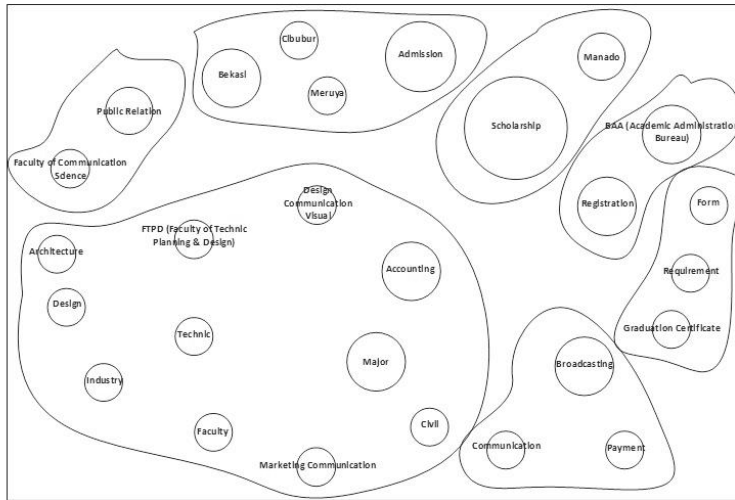 Cibubur
Admission
Bekasi
Meruya
Manado
Public Relation
Scholarship
BAA (Academic Administration
Bureau)
Faculty of Communication
Science
Registration
Form
Design
Communication
Visual
FTPD (Faculty of Technic
Planning & Design)
Architecture
Accounting
Requirement
Design
Technic
Graduation Certificate
Major
Broadcasting
Industry
Faculty
Civil
Communication
Payment
Marketing Communication